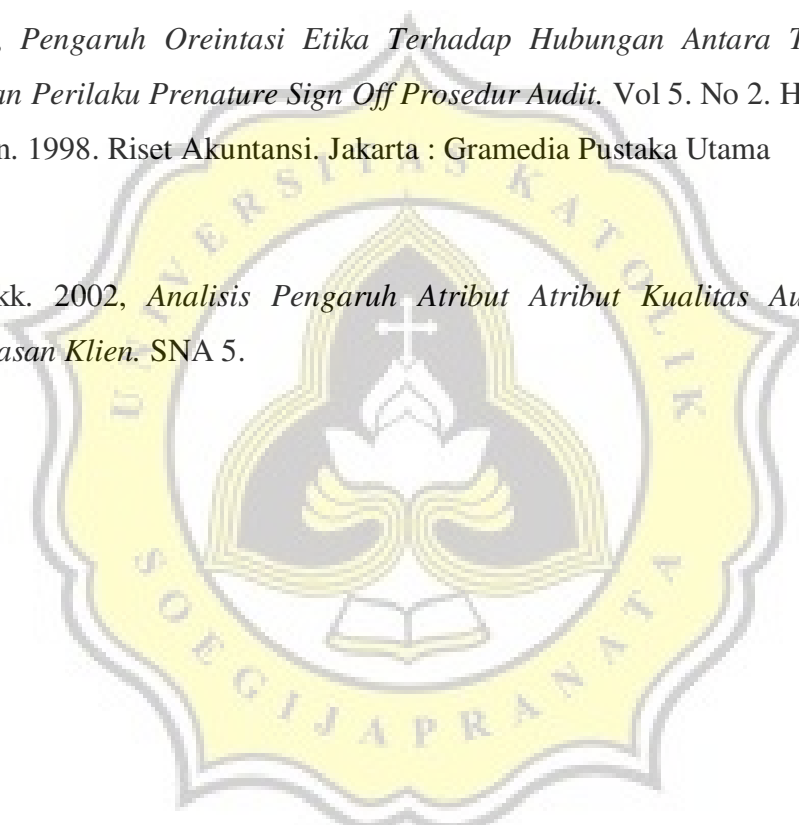 , Pengaruh Oreintasi Etika Terhadap Hubungan Antara T
an Perilaku Prenature Sign Off Prosedur Audit. Vol 5. No 2. H
n. 1998. Riset Akuntansi. Jakarta : Gramedia Pustaka Utama
kk. 2002, Analisis Pengaruh Atribut Atribut Kualitas Au
asan Klien. SNA 5.
UNIVERSITAS KATOLIK
SOEGIJAPRANATA